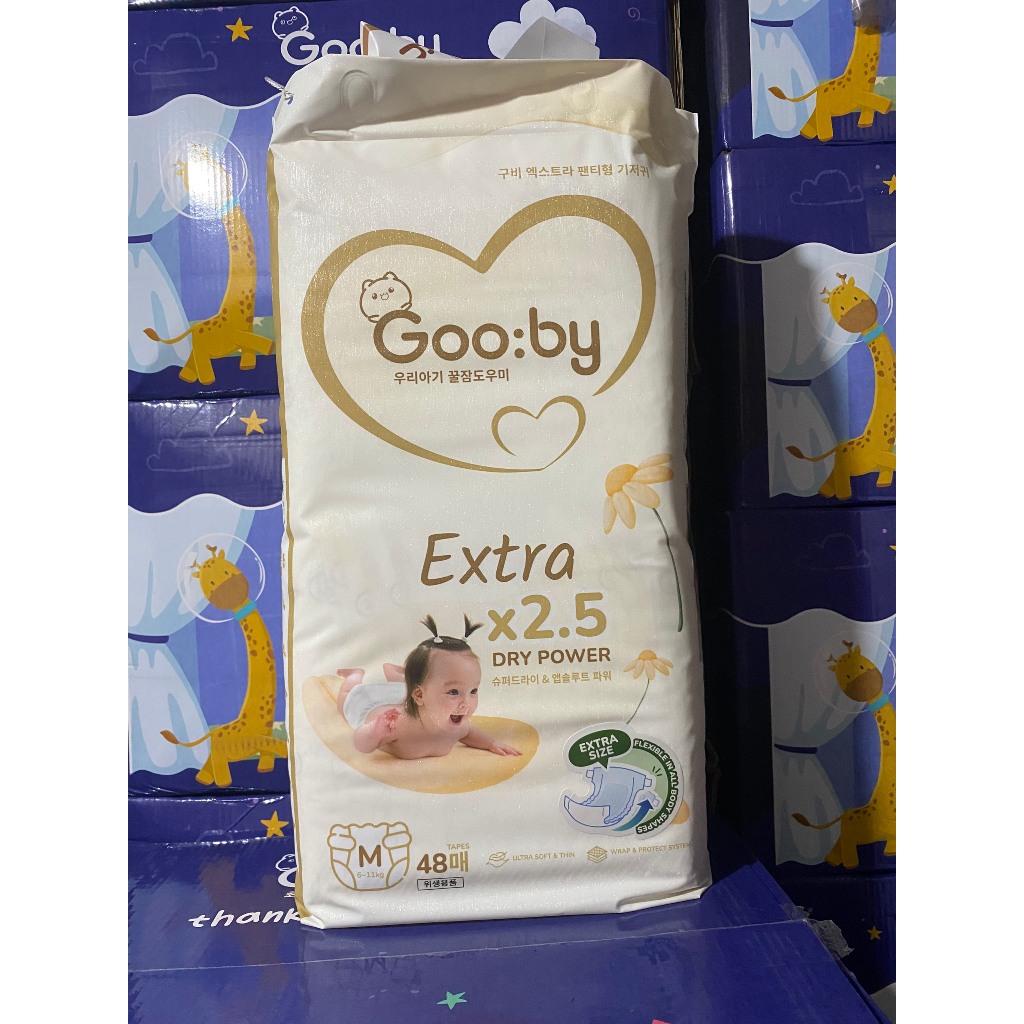 Goo:by
구비 엑스트라 팬티형 기저귀
Goo:by
우리아기 꿀잠도우미
Extra
x2.5
DRY POWER
슈퍼드라이 & 앱솔루트 파워
EXTRA
SIZE
FLEXIBLE IN ALL BODY SHAPES
M
6~11kg
TAPES
48매
위생용품
ULTRA SOFT & THIN
WRAP & PROTECT SYSTEM
thank